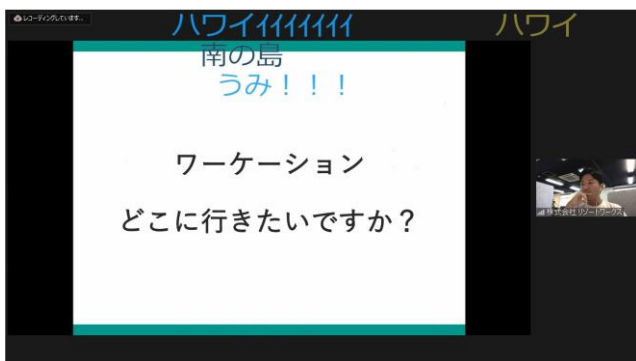 レコーディングしています...
ハワイィィィィィィィ
ハワイ
南の島
うみ！！！
ワーケーション
どこに行きたいですか？
株式会社リゾートワークス